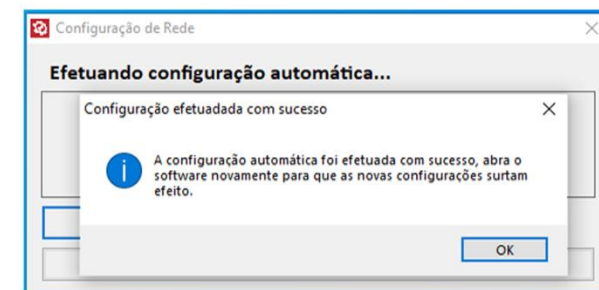 Configuração de Rede
Efetuando configuração automática...
Configuração efetuadada com sucesso
A configuração automática foi efetuada com sucesso, abra o
software novamente para que as novas configurações surtam
efeito.
OK